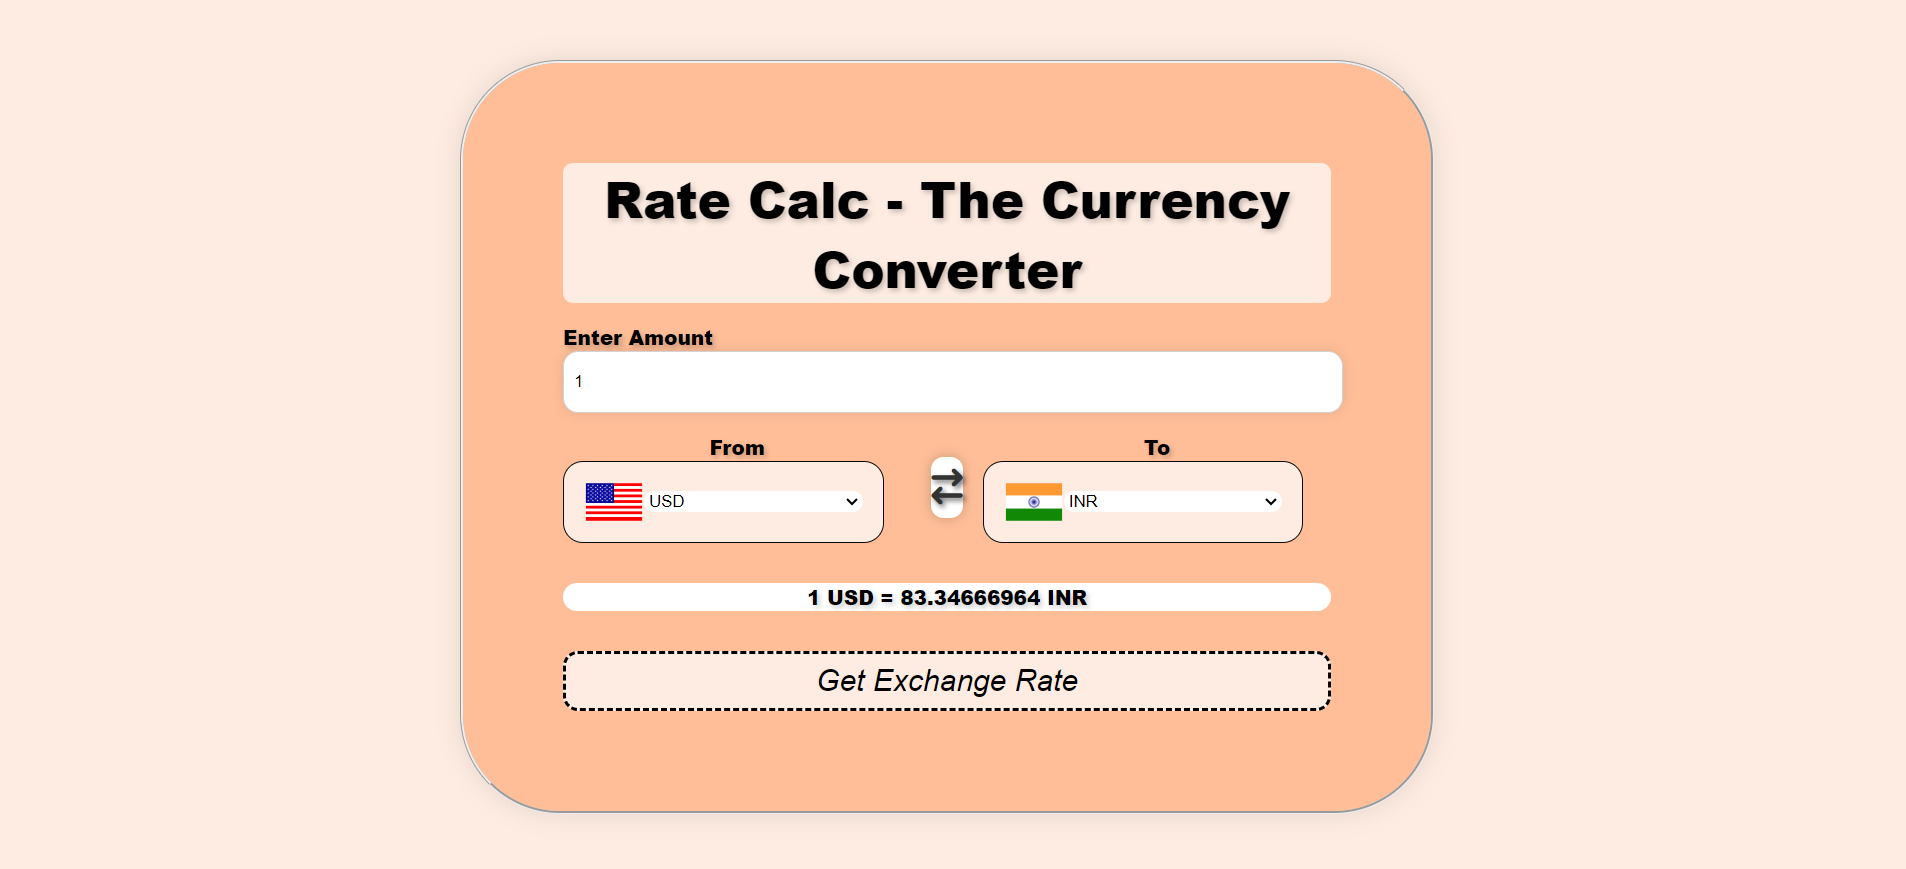 Rate Calc - The Currency
Converter
Enter Amount
1
From
To
USD
INR
1 USD = 83.34666964 INR
Get Exchange Rate